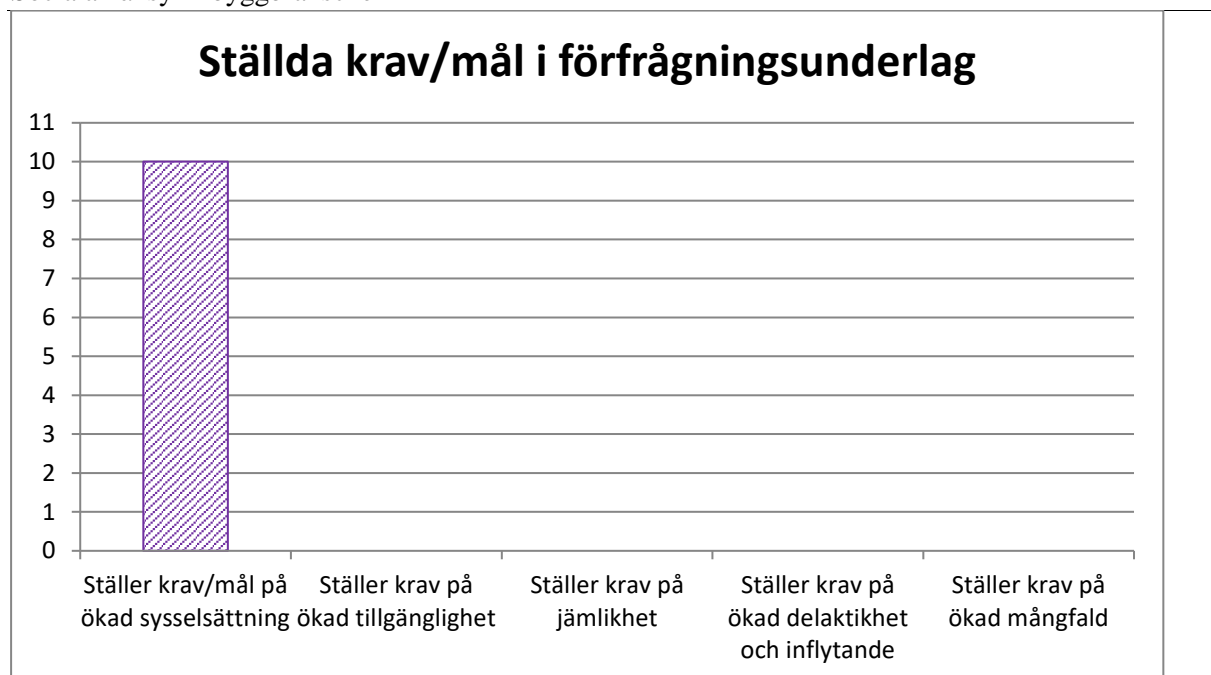 Ställda krav/mål i förfrågningsunderlag
11
10
9
8
7
6
5
4
3
2
1
0
Ställer krav/mål på
ökad sysselsättning
Ställer krav på
ökad tillgänglighet
Ställer krav på
jämlikhet
Ställer krav på
ökad delaktikhet
och inflytande
Ställer krav på
ökad mångfald